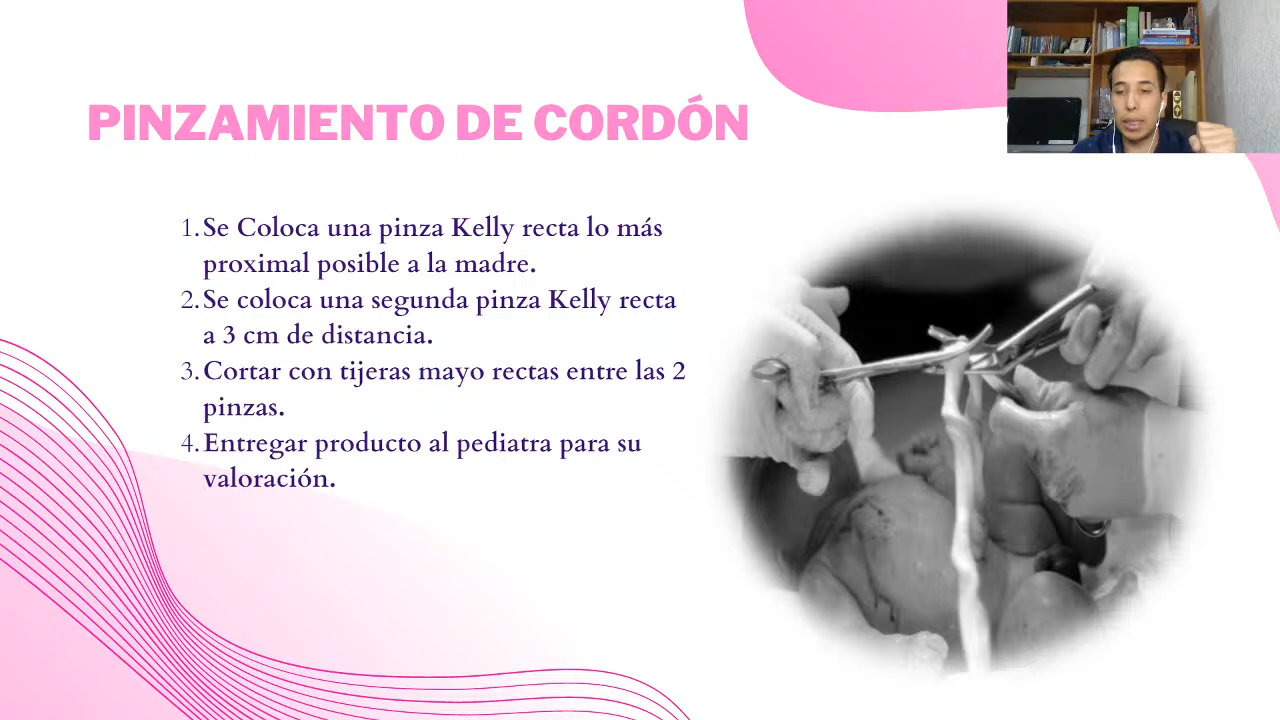 PINZAMIENTO DE CORDÓN
1. Se Coloca una pinza Kelly recta lo más
proximal posible a la madre.
2. Se coloca una segunda pinza Kelly recta
a 3 cm de distancia.
3. Cortar con tijeras mayo rectas entre las 2
pinzas.
4. Entregar producto al pediatra para su
valoración.